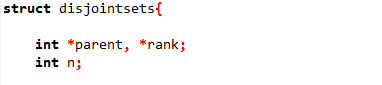 struct disjointsets{
int *parent, *rank;
int n;